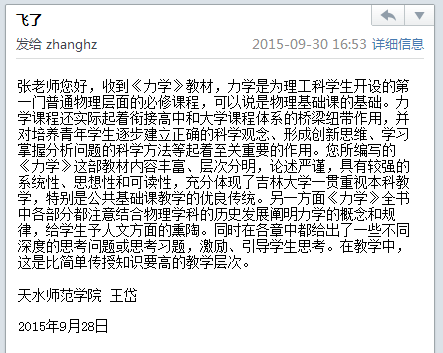 飞了
发给 zhanghz
2015-09-30 16:53 详细信息
张老师您好，收到《力学》教材，力学是为理工科学生开设的第
一门普通物理层面的必修课程，可以说是物理基础课的基础。力
学课程还实际起着衔接高中和大学课程体系的桥梁纽带作用，并
对培养青年学生逐步建立正确的科学观念、形成创新思维、学习
掌握分析问题的科学方法等起着至关重要的作用。您所编写的
《力学》这部教材内容丰富、层次分明，论述严谨，具有较强的
系统性、思想性和可读性，充分体现了吉林大学一贯重视本科教
学，特别是公共基础课教学的优良传统。另一方面《力学》全书
中各部分都注意结合物理学科的历史发展阐明力学的概念和规
律，给学生予人文方面的熏陶。同时在各章中都给出了一些不同
深度的思考问题或思考习题，激励、引导学生思考。在教学中，
这是比简单传授知识要高的教学层次。
天水师范学院 王岱
2015年9月28日